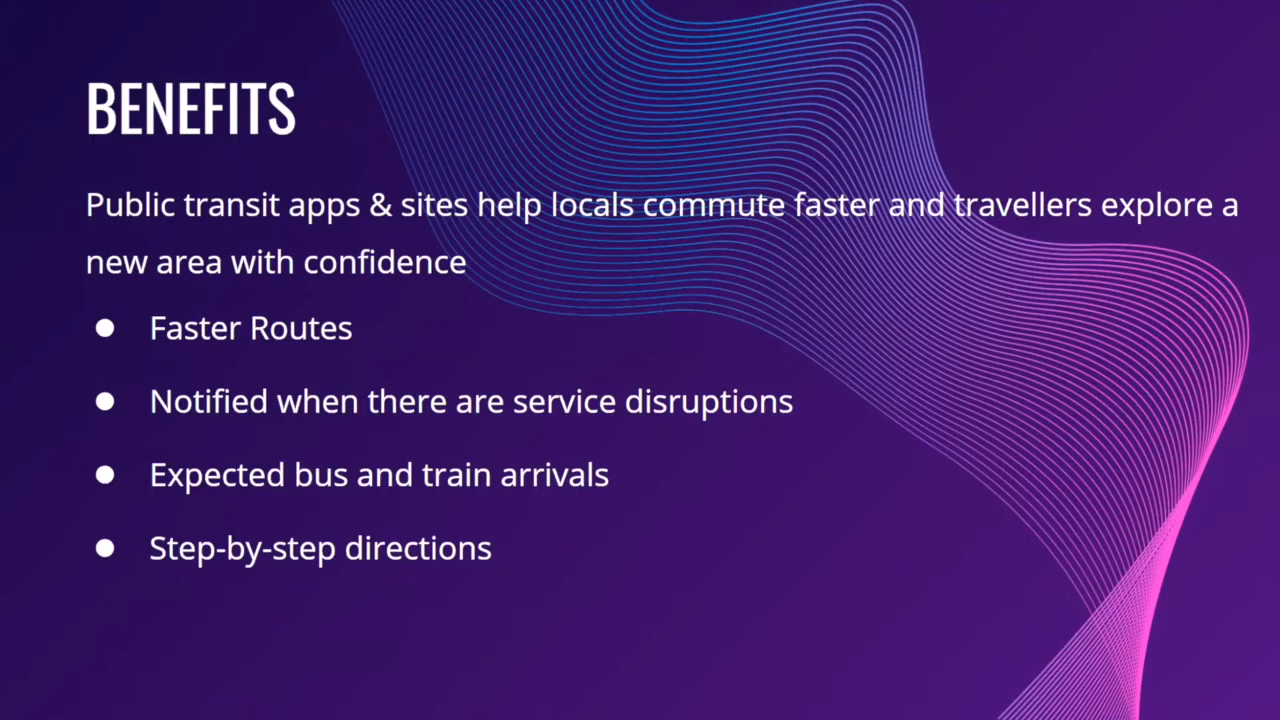 BENEFITS
Public transit apps & sites help locals commute faster and travellers explore a
new area with confidence
● Faster Routes
● Notified when there are service disruptions
● Expected bus and train arrivals
● Step-by-step directions